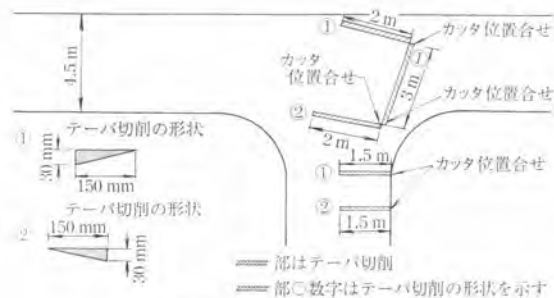 ①
2 m
カッタ位置合せ
①
カッタ
位置合せ
3 m
4.5 m
カッタ位置合せ
②
2 m
テーパ切削の形状
①
30 mm
150 mm
1.5 m
カッタ位置合せ
①
テーパ切削の形状
150 mm
②
30 mm
②
1.5 m
部はテーパ切削
部○数字はテーパ切削の形状を示す